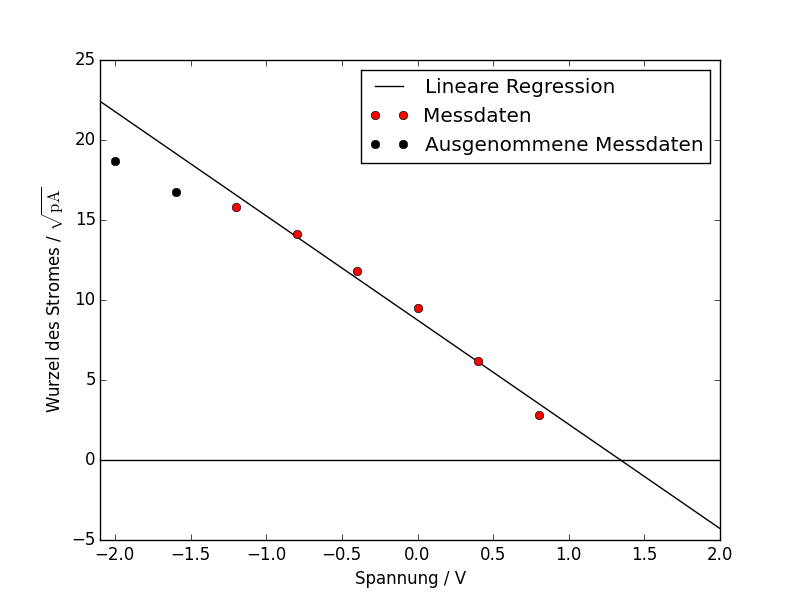 25
20
15
10
5
0
−5
Wurzel des Stromes / √pA
Lineare Regression
Messdaten
Ausgenommene Messdaten
−2.0 −1.5 −1.0 −0.5 0.0 0.5 1.0 1.5 2.0
Spannung / V